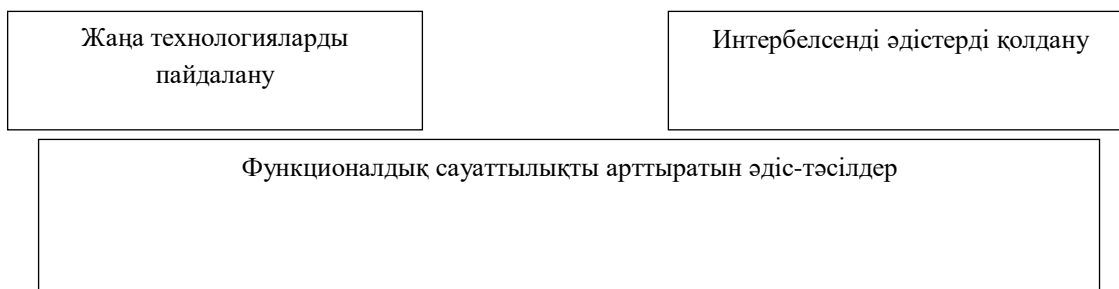 Жаңа технологияларды
пайдалану
Интербелсенді әдістерді қолдану
Функционалдық сауаттылықты арттыратын әдіс-тәсілдер